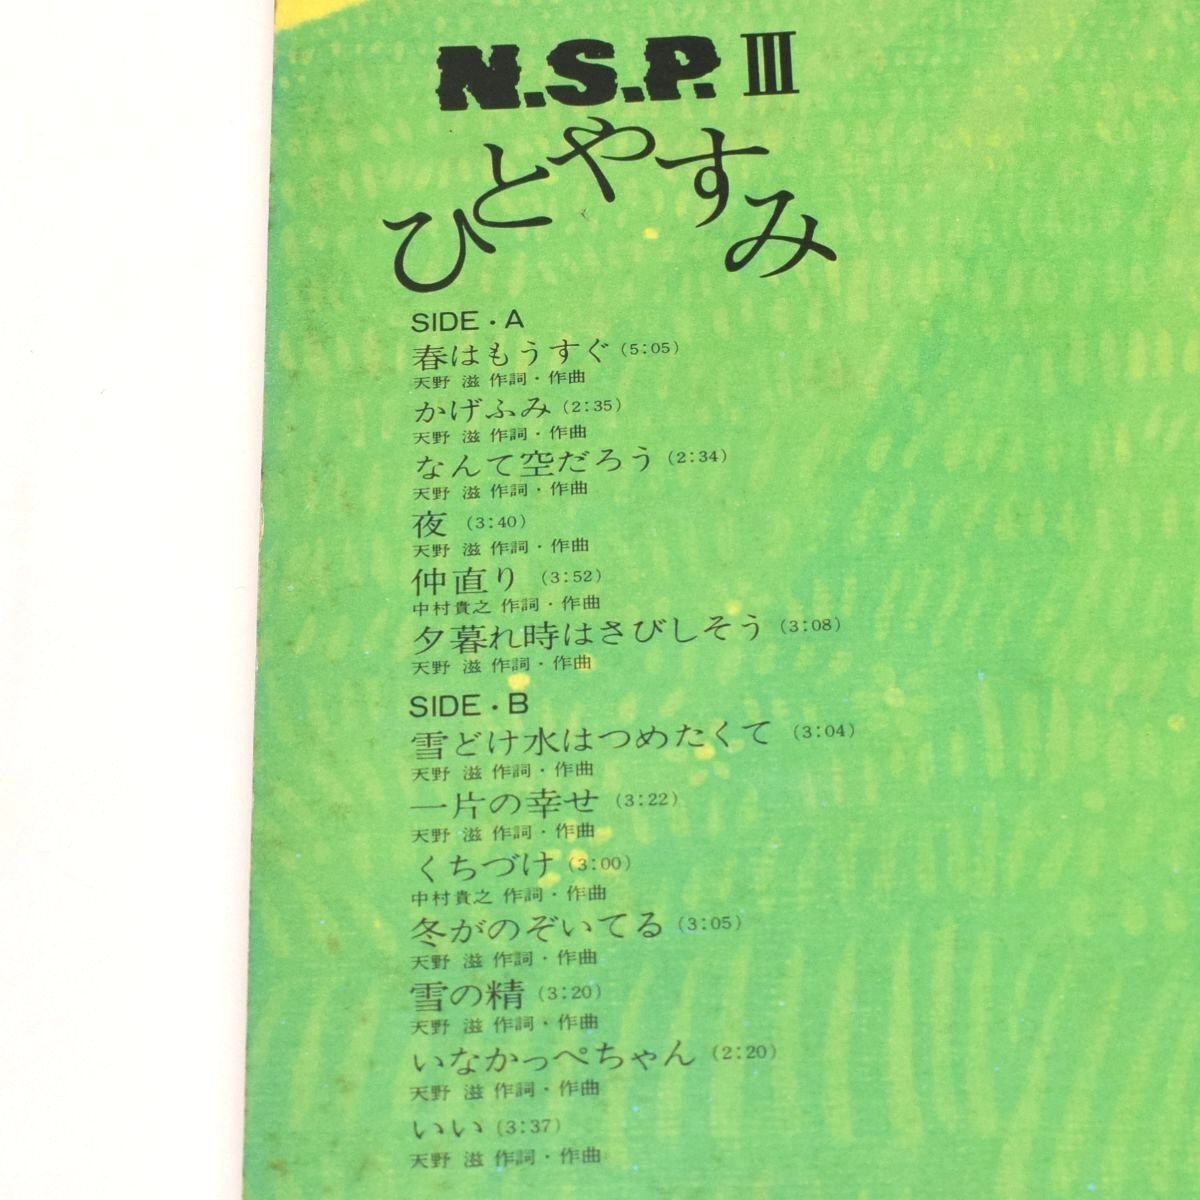 N.S.P. III
ひとやすみ
SIDE・A
春はもうすぐ (5:05)
天野 滋 作詞・作曲
かげふみ (2:35)
天野 滋 作詞・作曲
なんて空だろう (2:34)
天野 滋 作詞・作曲
夜 (3:40)
天野 滋 作詞・作曲
仲直り (3:52)
中村貴之 作詞・作曲
夕暮れ時はさびしそう (3:08)
天野 滋 作詞・作曲
SIDE・B
雪どけ水はつめたくて (3:04)
天野 滋 作詞・作曲
一片の幸せ (3:22)
天野 滋 作詞・作曲
くちづけ (3:00)
中村貴之 作詞・作曲
冬がのぞいてる (3:05)
天野 滋 作詞・作曲
雪の精 (3:20)
天野 滋 作詞・作曲
いなかっぺちゃん (2:20)
天野 滋 作詞・作曲
いい (3:37)
天野 滋 作詞・作曲